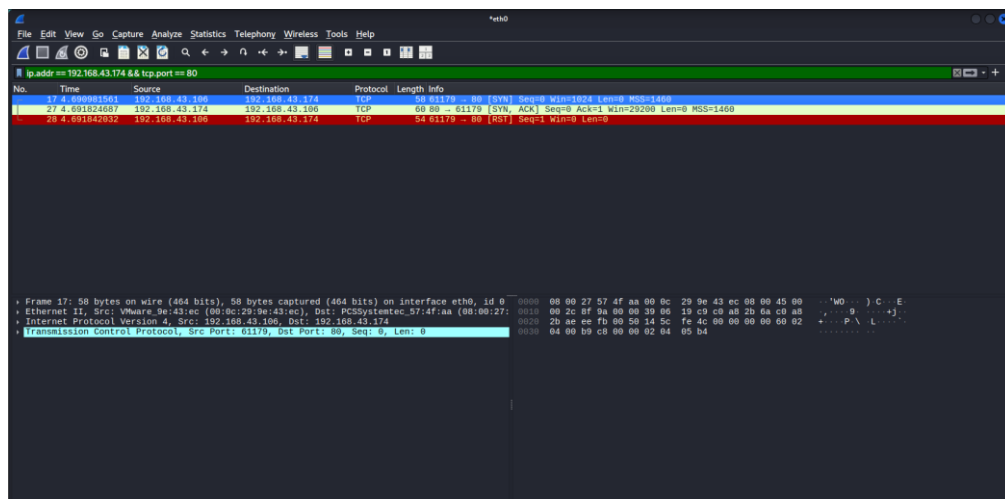 *eth0
File Edit View Go Capture Analyze Statistics Telephony Wireless Tools Help
ip.addr == 192.168.43.174 && tcp.port == 80
No. Time Source Destination Protocol Length Info
17 4.690981561 192.168.43.106 192.168.43.174 TCP 58 61179 → 80 [SYN] Seq=0 Win=1024 Len=0 MSS=1460
27 4.691824687 192.168.43.174 192.168.43.106 TCP 60 80 → 61179 [SYN, ACK] Seq=0 Ack=1 Win=29200 Len=0 MSS=1460
28 4.691842032 192.168.43.106 192.168.43.174 TCP 54 61179 → 80 [RST] Seq=1 Win=0 Len=0
Frame 17: 58 bytes on wire (464 bits), 58 bytes captured (464 bits) on interface eth0, id 0
Ethernet II, Src: VMware_9e:43:ec (00:0c:29:9e:43:ec), Dst: PCSSystemtec_57:4f:aa (08:00:27:
Internet Protocol Version 4, Src: 192.168.43.106, Dst: 192.168.43.174
Transmission Control Protocol, Src Port: 61179, Dst Port: 80, Seq: 0, Len: 0
0000 08 00 27 57 4f aa 00 0c 29 9e 43 ec 08 00 45 00 ··'WO··· )·C···E·
0010 00 2c 8f 9a 00 00 39 06 19 c9 c0 a8 2b 6a c0 a8 ·,····9· ····+j··
0020 2b ae ee fb 00 50 14 5c fe 4c 00 00 00 00 60 02 +····P·\ ·L····`·
0030 04 00 b9 c8 00 00 02 04 05 b4 ········ ··